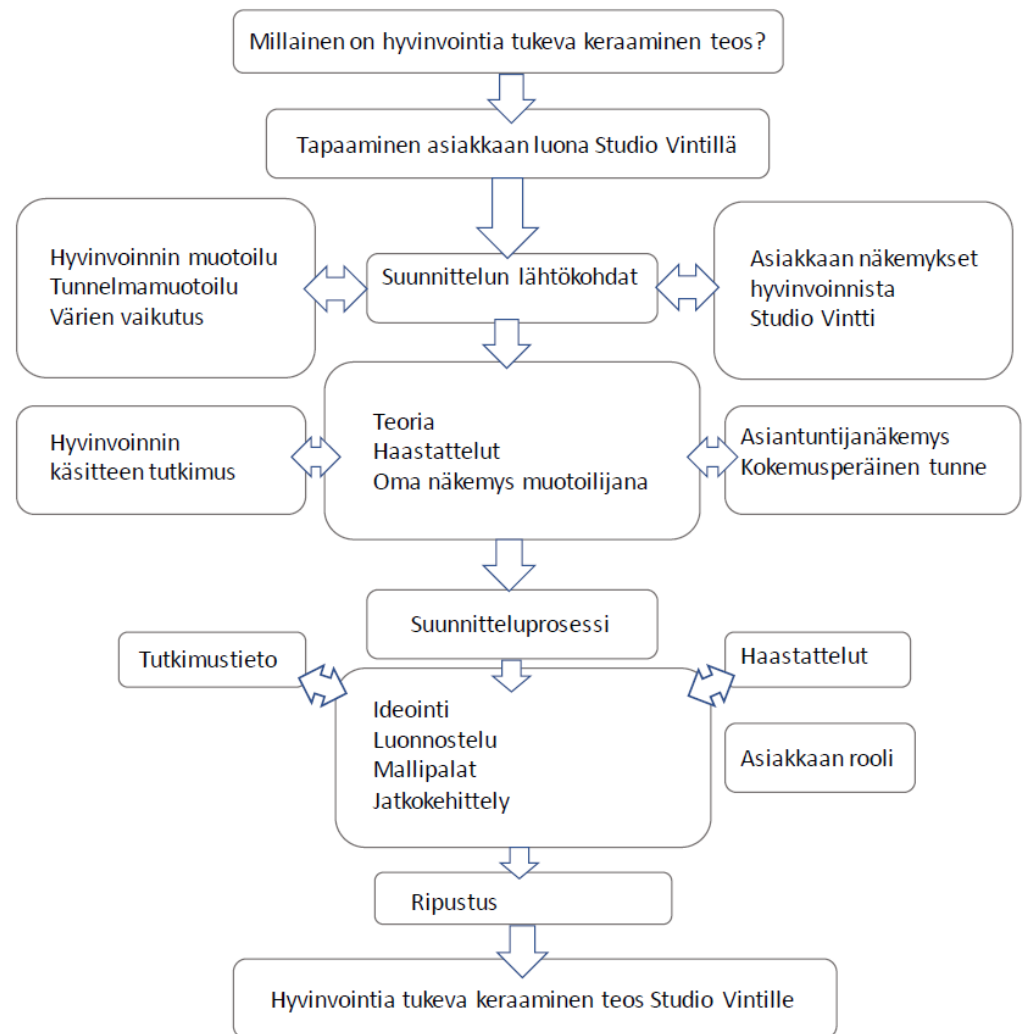 Millainen on hyvinvointia tukeva keraaminen teos?
Tapaaminen asiakkaan luona Studio Vintillä
Hyvinvoinnin muotoilu
Tunnelmamuotoilu
Värien vaikutus
Suunnittelun lähtökohdat
Asiakkaan näkemykset
hyvinvoinnista
Studio Vintti
Hyvinvoinnin
käsitteen tutkimus
Teoria
Haastattelut
Oma näkemys muotoilijana
Asiantuntijanäkemys
Kokemusperäinen tunne
Suunnitteluprosessi
Tutkimustieto
Haastattelut
Ideointi
Luonnostelu
Mallipalat
Jatkokehittely
Asiakkaan rooli
Ripustus
Hyvinvointia tukeva keraaminen teos Studio Vintille